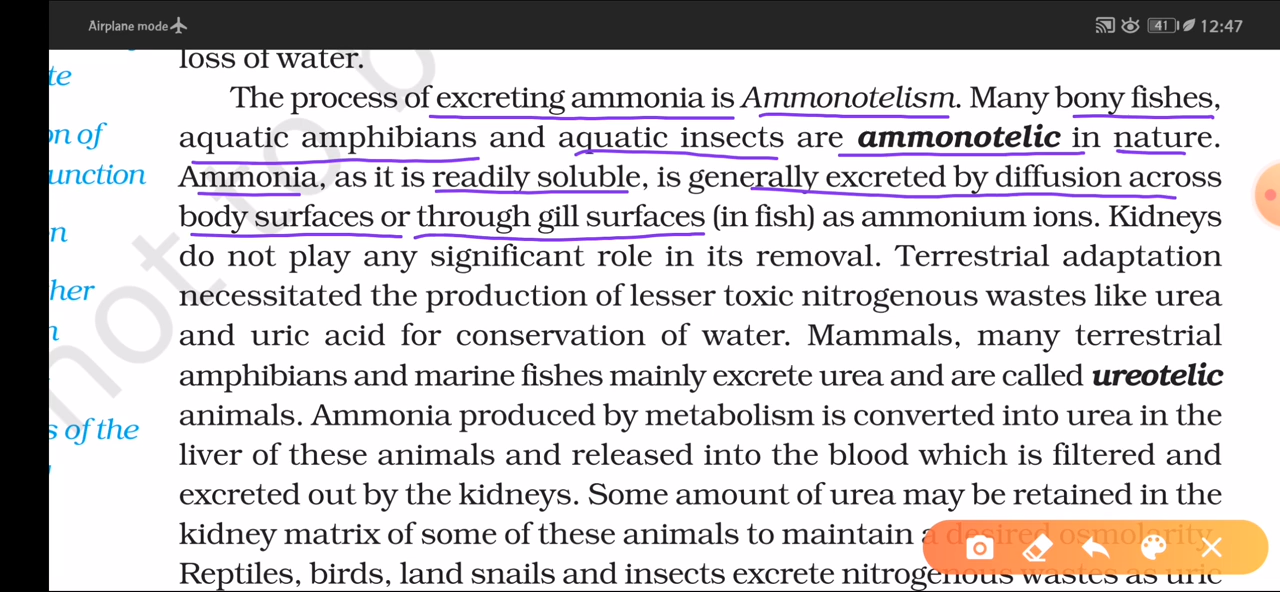 Airplane mode 41 12:47
loss of water.
te
The process of excreting ammonia is Ammonotelism. Many bony fishes,
on of
aquatic amphibians and aquatic insects are ammonotelic in nature.
unction
Ammonia, as it is readily soluble, is generally excreted by diffusion across
n
body surfaces or through gill surfaces (in fish) as ammonium ions. Kidneys
do not play any significant role in its removal. Terrestrial adaptation
her
necessitated the production of lesser toxic nitrogenous wastes like urea
n
and uric acid for conservation of water. Mammals, many terrestrial
amphibians and marine fishes mainly excrete urea and are called ureotelic
animals. Ammonia produced by metabolism is converted into urea in the
s of the
liver of these animals and released into the blood which is filtered and
excreted out by the kidneys. Some amount of urea may be retained in the
kidney matrix of some of these animals to maintain a desired osmolarity.
Reptiles, birds, land snails and insects excrete nitrogenous wastes as uric
not to b